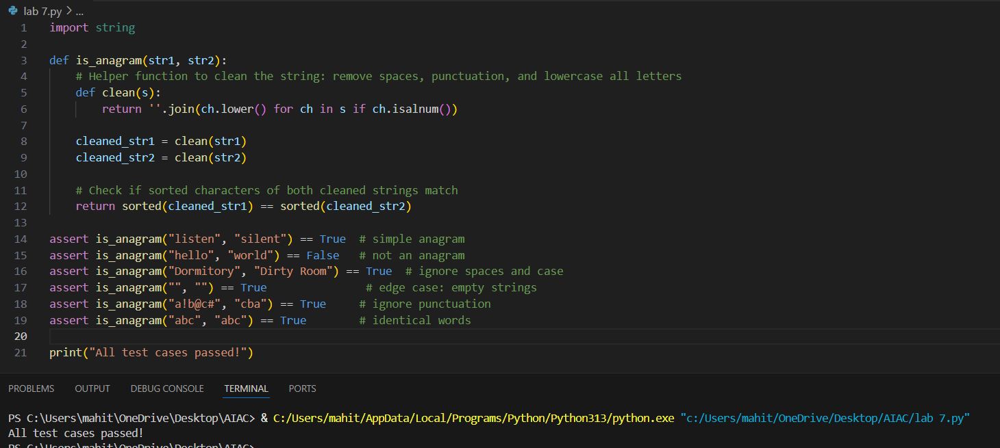 lab 7.py > ...
1 import string
2
3 def is_anagram(str1, str2):
4     # Helper function to clean the string: remove spaces, punctuation, and lowercase all letters
5     def clean(s):
6         return ''.join(ch.lower() for ch in s if ch.isalnum())
7
8     cleaned_str1 = clean(str1)
9     cleaned_str2 = clean(str2)
10
11     # Check if sorted characters of both cleaned strings match
12     return sorted(cleaned_str1) == sorted(cleaned_str2)
13
14 assert is_anagram("listen", "silent") == True  # simple anagram
15 assert is_anagram("hello", "world") == False   # not an anagram
16 assert is_anagram("Dormitory", "Dirty Room") == True  # ignore spaces and case
17 assert is_anagram("", "") == True               # edge case: empty strings
18 assert is_anagram("a!b@c#", "cba") == True     # ignore punctuation
19 assert is_anagram("abc", "abc") == True        # identical words
20
21 print("All test cases passed!")
PROBLEMS OUTPUT DEBUG CONSOLE TERMINAL PORTS
PS C:\Users\mahit\OneDrive\Desktop\AIAC> & C:/Users/mahit/AppData/Local/Programs/Python/Python313/python.exe "c:/Users/mahit/OneDrive/Desktop/AIAC/lab 7.py"
All test cases passed!
PS C:\Users\mahit\OneDrive\Desktop\AIAC>